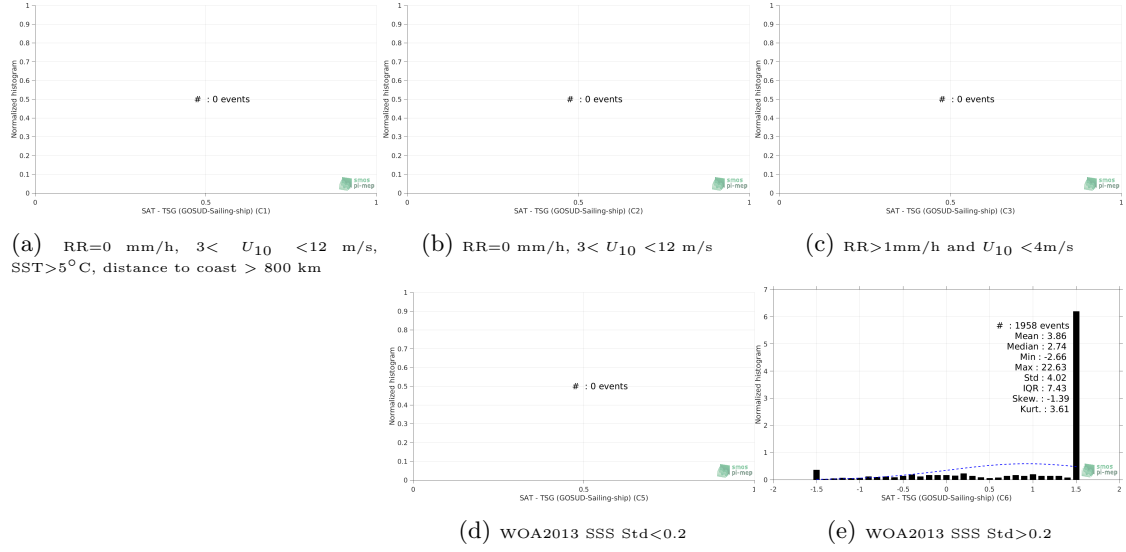 1
0.9
0.8
0.7
0.6
0.5
0.4
0.3
0.2
0.1
0
Normalized histogram
# : 0 events
smos
pi-mep
0 0.5 1
SAT - TSG (GOSUD-Sailing-ship) (C1)
1
0.9
0.8
0.7
0.6
0.5
0.4
0.3
0.2
0.1
0
Normalized histogram
# : 0 events
smos
pi-mep
0 0.5 1
SAT - TSG (GOSUD-Sailing-ship) (C2)
1
0.9
0.8
0.7
0.6
0.5
0.4
0.3
0.2
0.1
0
Normalized histogram
# : 0 events
smos
pi-mep
0 0.5 1
SAT - TSG (GOSUD-Sailing-ship) (C3)
(a) RR=0 mm/h, 3< U10 <12 m/s,
SST>5°C, distance to coast > 800 km
(b) RR=0 mm/h, 3< U10 <12 m/s
(c) RR>1mm/h and U10 <4m/s
1
0.9
0.8
0.7
0.6
0.5
0.4
0.3
0.2
0.1
0
Normalized histogram
# : 0 events
smos
pi-mep
0 0.5 1
SAT - TSG (GOSUD-Sailing-ship) (C5)
7
6
5
4
3
2
1
0
Normalized histogram
# : 1958 events
Mean : 3.86
Median : 2.74
Min : -2.66
Max : 22.63
Std : 4.02
IQR : 7.43
Skew. : -1.39
Kurt. : 3.61
smos
pi-mep
-2 -1.5 -1 -0.5 0 0.5 1 1.5 2
SAT - TSG (GOSUD-Sailing-ship) (C6)
(d) WOA2013 SSS Std<0.2
(e) WOA2013 SSS Std>0.2